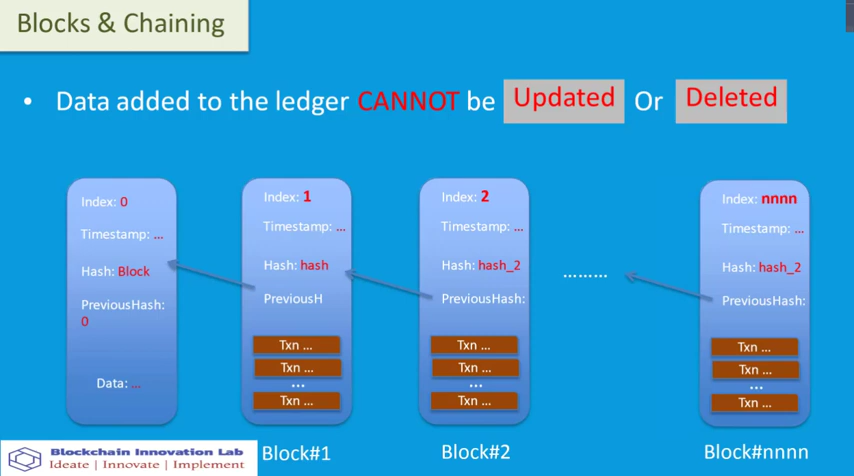 Blocks & Chaining
• Data added to the ledger CANNOT be Updated Or Deleted
Index: 0
Timestamp: ...
Hash: Block
PreviousHash:
0
Data: ...
Index: 1
Timestamp: ...
Hash: hash
PreviousH
Txn ...
Txn ...
...
Txn ...
Block#1
Index: 2
Timestamp: ...
Hash: hash_2
PreviousHash:
Txn ...
Txn ...
...
Txn ...
Block#2
.........
Index: nnnn
Timestamp: ...
Hash: hash_2
PreviousHash:
Txn ...
Txn ...
...
Txn ...
Block#nnnn
Blockchain Innovation Lab
Ideate | Innovate | Implement